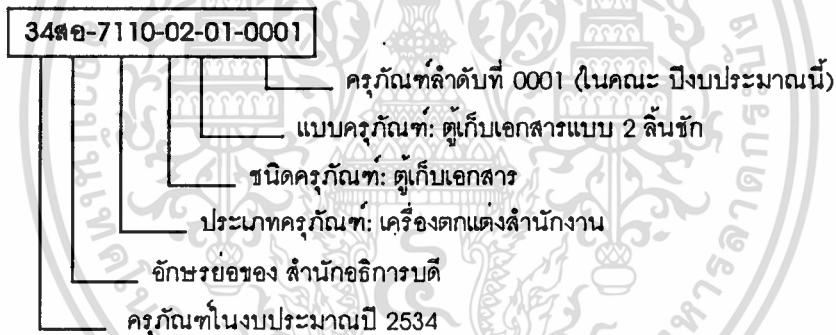 34สอ-7110-02-01-0001
ครุภัณฑ์ลำดับที่ 0001 (ในคณะ ปีงบประมาณนี้)
แบบครุภัณฑ์: ตู้เก็บเอกสารแบบ 2 ลิ้นชัก
ชนิดครุภัณฑ์: ตู้เก็บเอกสาร
ประเภทครุภัณฑ์: เครื่องตกแต่งสำนักงาน
อักษรย่อของ สำนักอธิการบดี
ครุภัณฑ์ในงบประมาณปี 2534